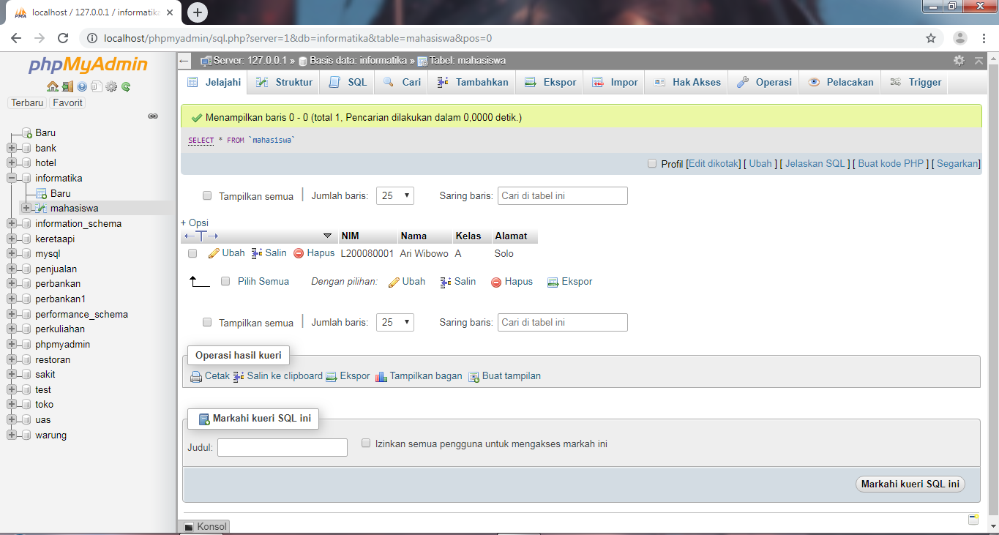 localhost / 127.0.0.1 / informatika
localhost/phpmyadmin/sql.php?server=1&db=informatika&table=mahasiswa&pos=0
phpMyAdmin
Terbaru Favorit
Baru
bank
hotel
informatika
Baru
mahasiswa
information_schema
keretaapi
mysql
penjualan
perbankan
perbankan1
performance_schema
perkuliahan
phpmyadmin
restoran
sakit
test
toko
uas
warung
Server: 127.0.0.1 » Basis data: informatika » Tabel: mahasiswa
Jelajahi Struktur SQL Cari Tambahkan Ekspor Impor Hak Akses Operasi Pelacakan Trigger
Menampilkan baris 0 - 0 (total 1, Pencarian dilakukan dalam 0,0000 detik.)
SELECT * FROM `mahasiswa`
Profil [Edit dikotak] [ Ubah ] [ Jelaskan SQL ] [ Buat kode PHP ] [ Segarkan]
Tampilkan semua | Jumlah baris: 25 Saring baris: Cari di tabel ini
+ Opsi
←T→ NIM Nama Kelas Alamat
Ubah Salin Hapus L200080001 Ari Wibowo A Solo
Pilih Semua Dengan pilihan: Ubah Salin Hapus Ekspor
Tampilkan semua | Jumlah baris: 25 Saring baris: Cari di tabel ini
Operasi hasil kueri
Cetak Salin ke clipboard Ekspor Tampilkan bagan Buat tampilan
Markahi kueri SQL ini
Judul: Izinkan semua pengguna untuk mengakses markah ini
Markahi kueri SQL ini
Konsol